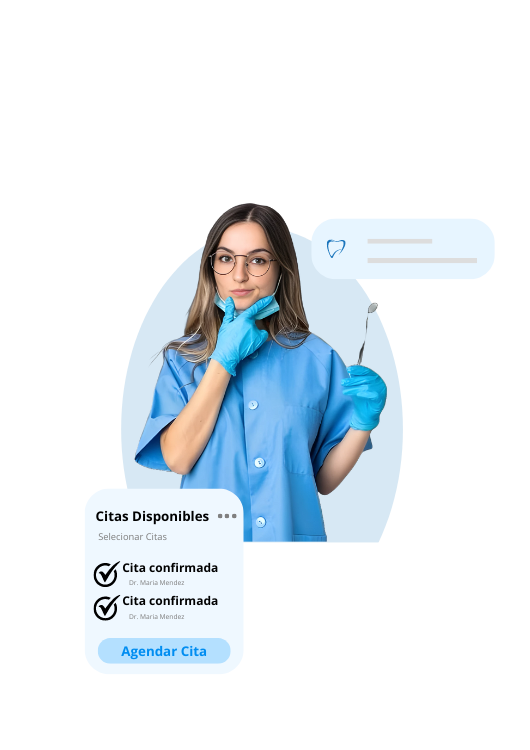 Citas Disponibles
Selecionar Citas
Cita confirmada
Dr. Maria Mendez
Cita confirmada
Dr. Maria Mendez
Agendar Cita